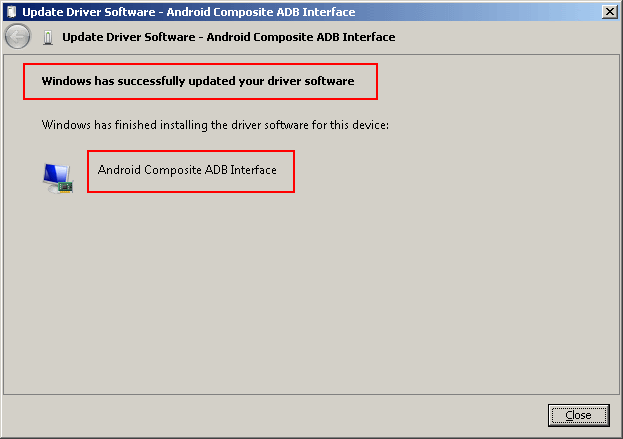 Update Driver Software - Android Composite ADB Interface
Update Driver Software - Android Composite ADB Interface
Windows has successfully updated your driver software
Windows has finished installing the driver software for this device:
Android Composite ADB Interface
Close